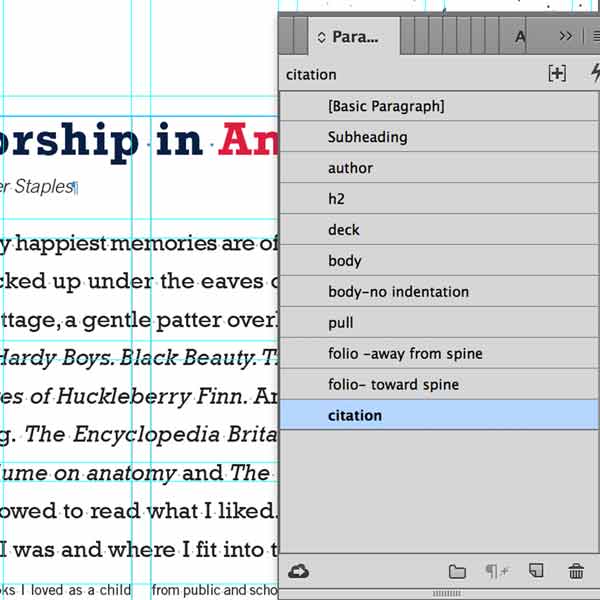 Para...
A
citation
[Basic Paragraph]
Subheading
author
h2
deck
body
body-no indentation
pull
folio -away from spine
folio- toward spine
citation
orship in An
er Staples¶
y happiest memories are of
cked up under the eaves
ttage, a gentle patter over
Hardy Boys. Black Beauty. T
es of Huckleberry Finn. An
g. The Encyclopedia Brita
lume on anatomy and The
owed to read what I liked.
I was and where I fit into t
ks I loved as a child from public and scho